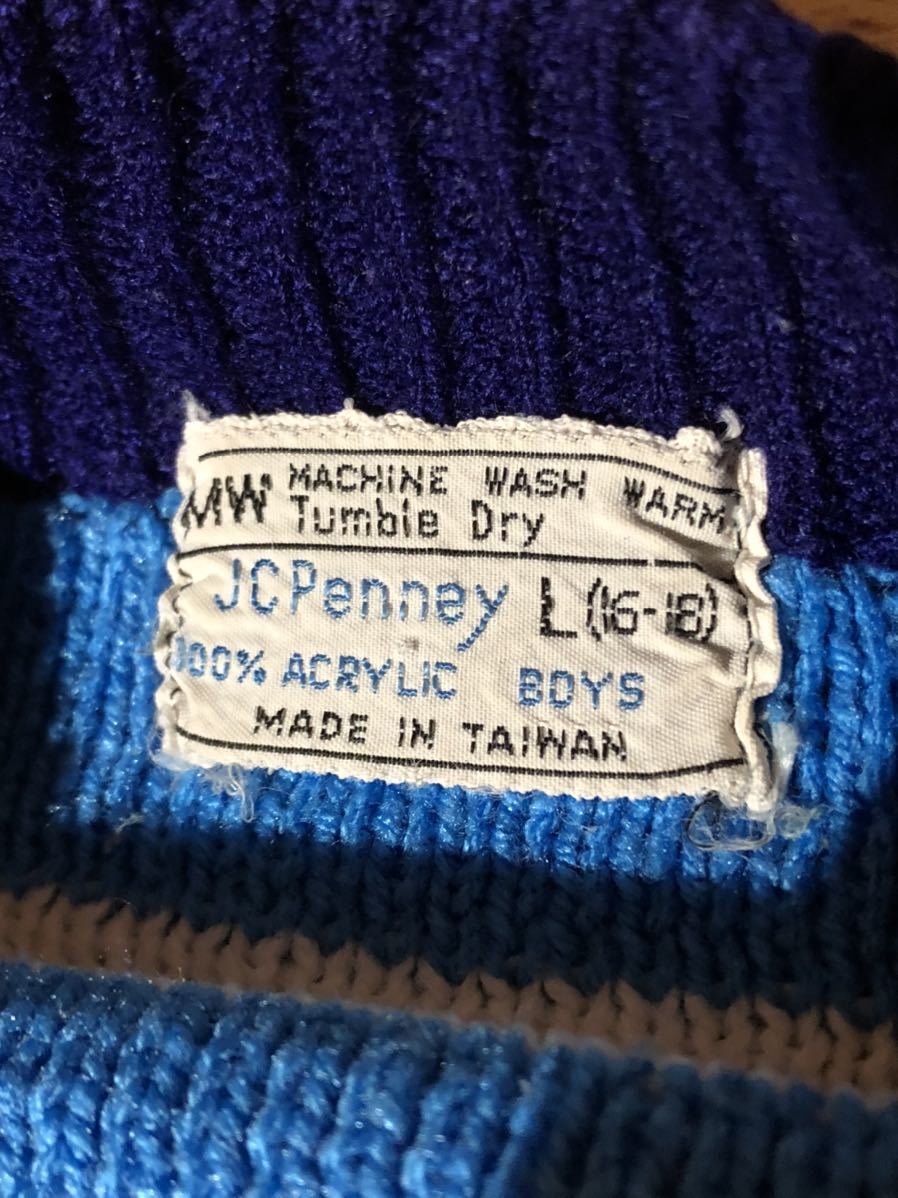 MW MACHINE WASH WARM
Tumble Dry
JCPenney L (16-18)
100% ACRYLIC BOYS
MADE IN TAIWAN